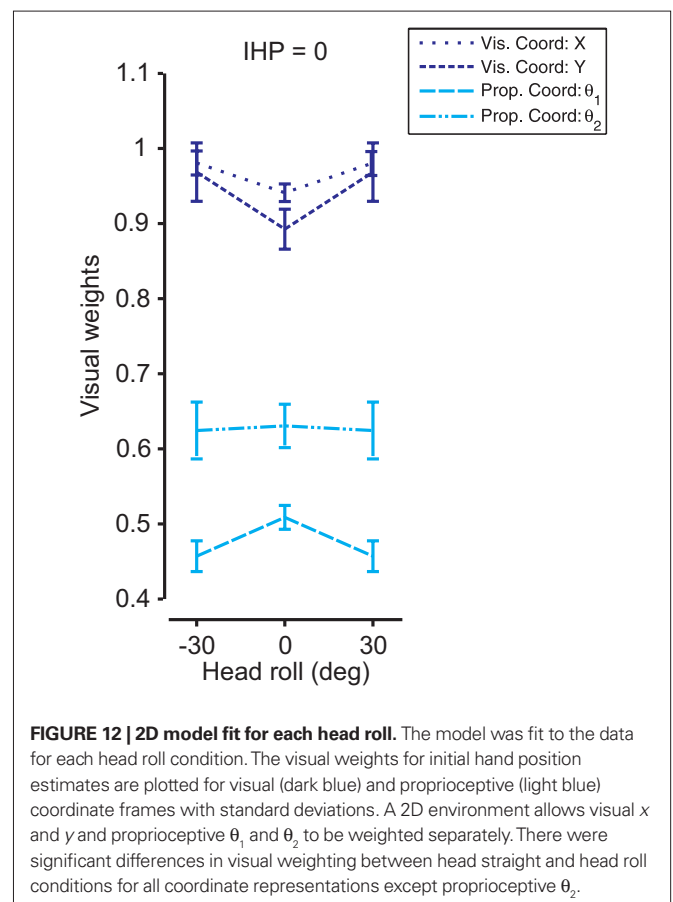 IHP = 0
Vis. Coord: X
Vis. Coord: Y
Prop. Coord: θ₁
Prop. Coord: θ₂
1.1
1
0.9
0.8
0.7
0.6
0.5
0.4
Visual weights
-30 0 30
Head roll (deg)
FIGURE 12 | 2D model fit for each head roll. The model was fit to the data
for each head roll condition. The visual weights for initial hand position
estimates are plotted for visual (dark blue) and proprioceptive (light blue)
coordinate frames with standard deviations. A 2D environment allows visual x
and y and proprioceptive θ₁ and θ₂ to be weighted separately. There were
significant differences in visual weighting between head straight and head roll
conditions for all coordinate representations except proprioceptive θ₂.